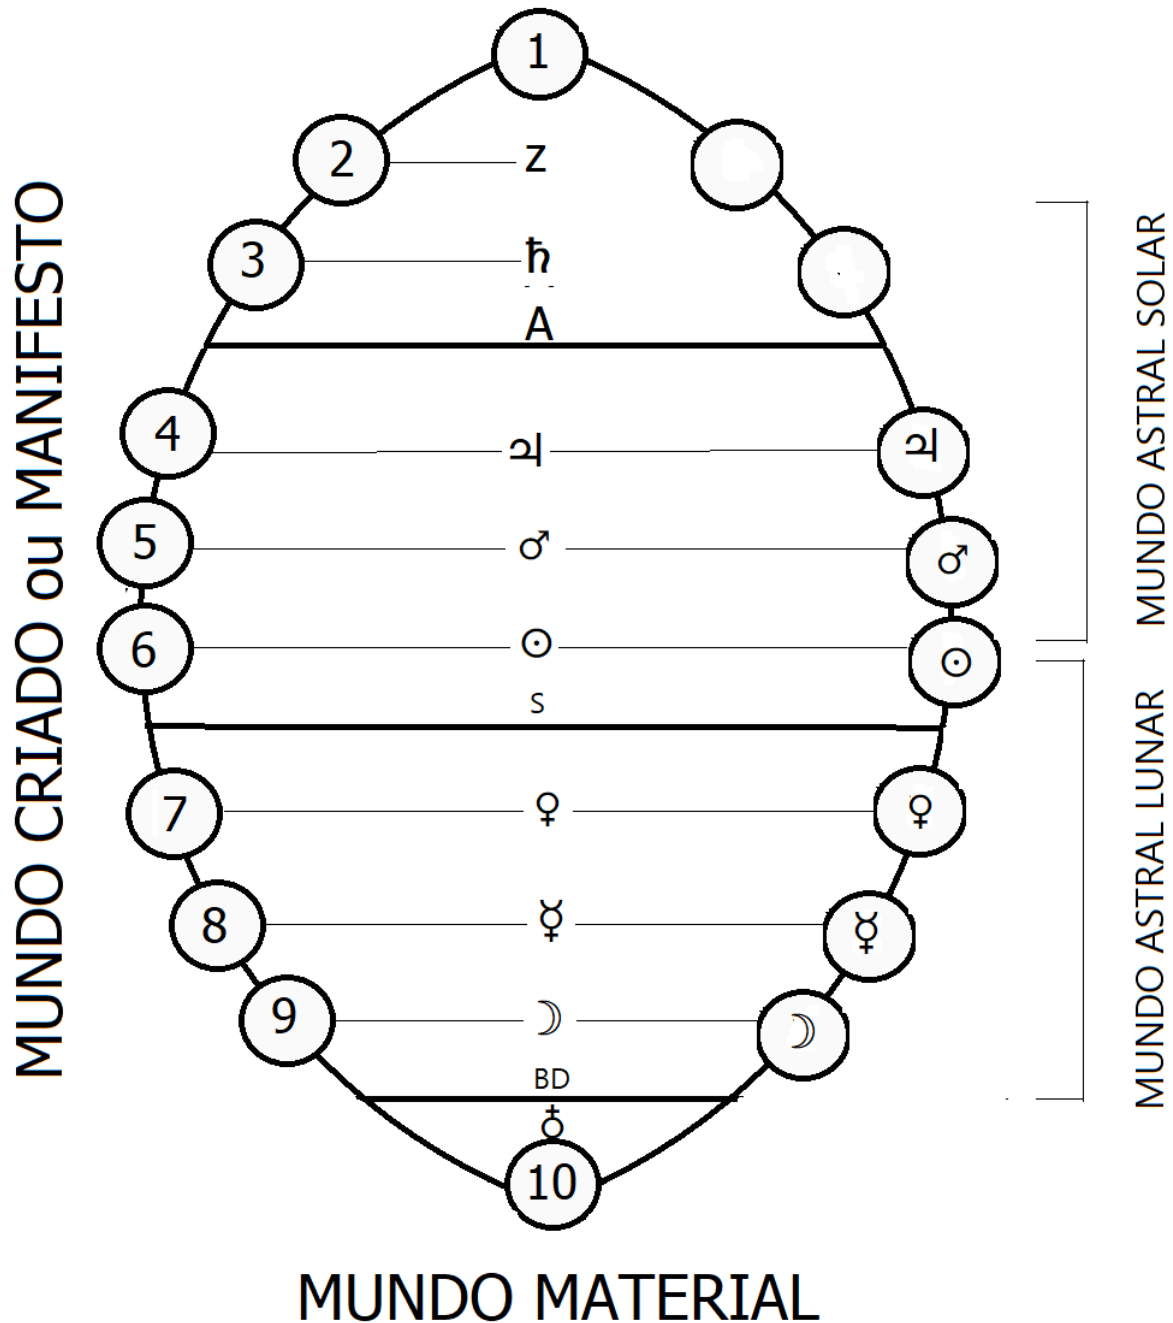 1
2 Z
3 ♄
A
4 ♃ ♃
5 ♂ ♂
6 ☉ ☉
S
7 ♀ ♀
8 ☿ ☿
9 ☽ ☽
BD
♁
10
MUNDO CRIADO ou MANIFESTO
MUNDO ASTRAL SOLAR
MUNDO ASTRAL LUNAR
MUNDO MATERIAL